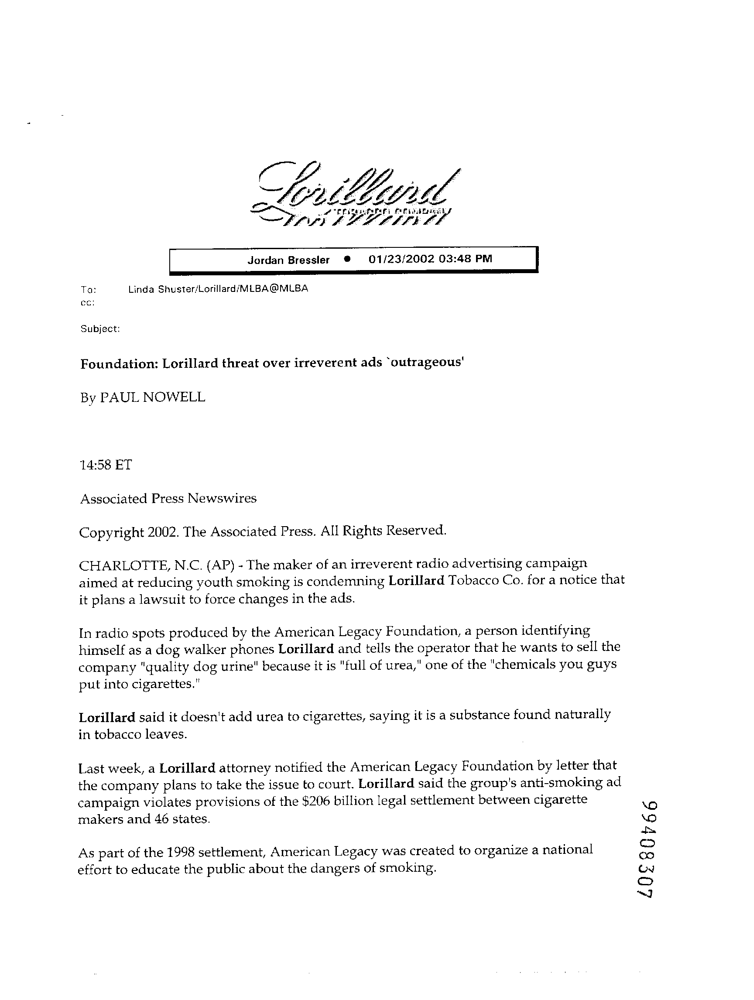 Lorillard
Jordan Bressler ● 01/23/2002 03:48 PM
To: Linda Shuster/Lorillard/MLBA@MLBA
cc:
Subject:
Foundation: Lorillard threat over irreverent ads `outrageous'
By PAUL NOWELL
14:58 ET
Associated Press Newswires
Copyright 2002. The Associated Press. All Rights Reserved.
CHARLOTTE, N.C. (AP) - The maker of an irreverent radio advertising campaign
aimed at reducing youth smoking is condemning Lorillard Tobacco Co. for a notice that
it plans a lawsuit to force changes in the ads.
In radio spots produced by the American Legacy Foundation, a person identifying
himself as a dog walker phones Lorillard and tells the operator that he wants to sell the
company "quality dog urine" because it is "full of urea," one of the "chemicals you guys
put into cigarettes."
Lorillard said it doesn't add urea to cigarettes, saying it is a substance found naturally
in tobacco leaves.
Last week, a Lorillard attorney notified the American Legacy Foundation by letter that
the company plans to take the issue to court. Lorillard said the group's anti-smoking ad
campaign violates provisions of the $206 billion legal settlement between cigarette
makers and 46 states.
As part of the 1998 settlement, American Legacy was created to organize a national
effort to educate the public about the dangers of smoking.
99408307